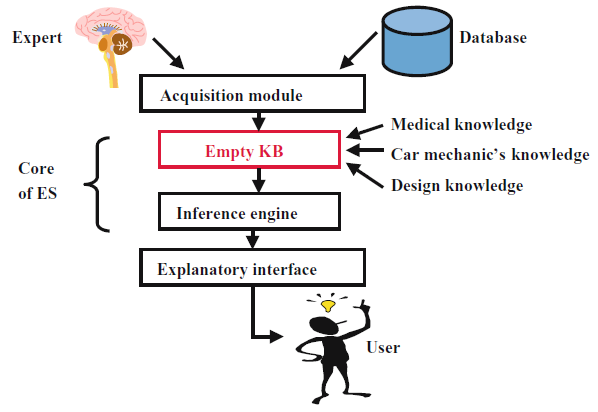 Expert
Database
Acquisition module
Medical knowledge
Empty KB
Car mechanic's knowledge
Core
of ES
Design knowledge
Inference engine
Explanatory interface
User